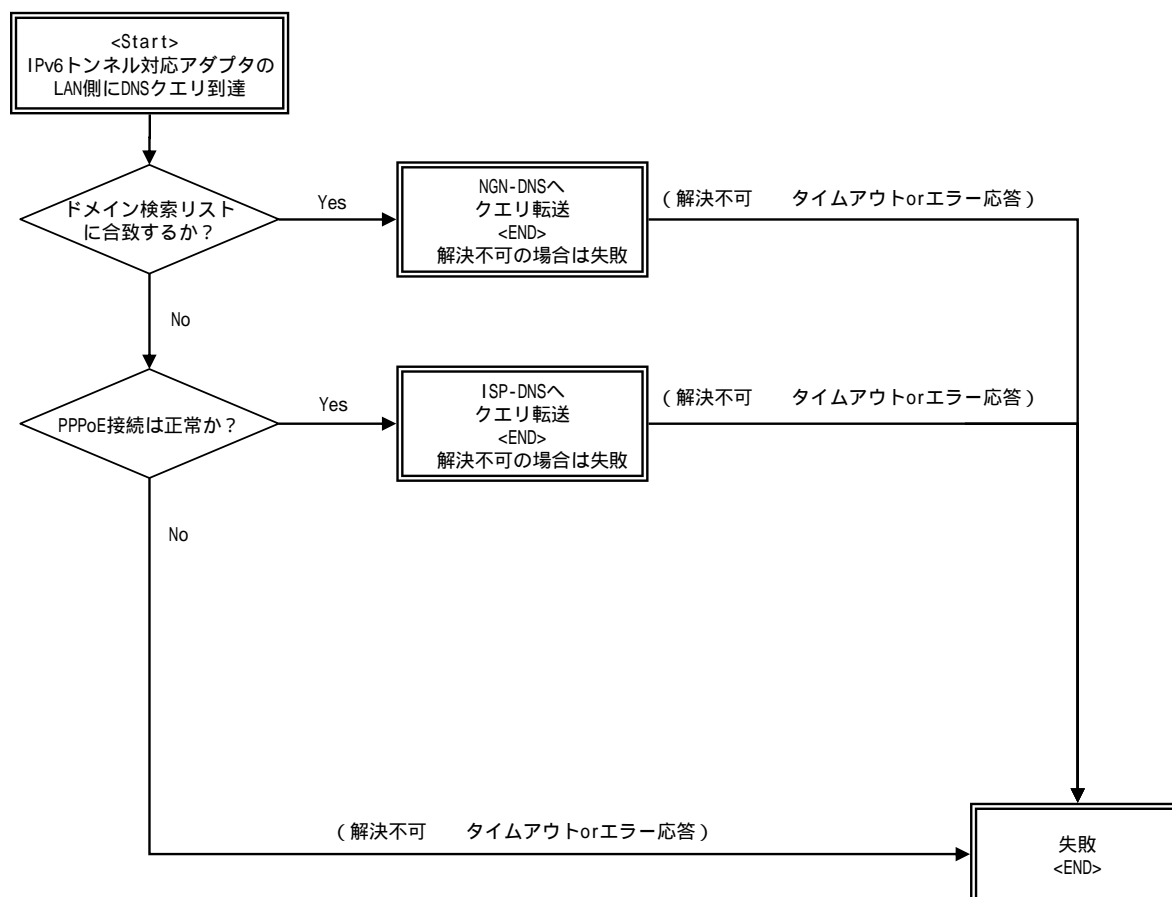 <Start>
IPv6トンネル対応アダプタの
LAN側にDNSクエリ到達
ドメイン検索リスト
に合致するか？
Yes
NGN-DNSへ
クエリ転送
<END>
解決不可の場合は失敗
（解決不可　　タイムアウトorエラー応答）
No
PPPoE接続は正常か？
Yes
ISP-DNSへ
クエリ転送
<END>
解決不可の場合は失敗
（解決不可　　タイムアウトorエラー応答）
No
（解決不可　　タイムアウトorエラー応答）
失敗
<END>